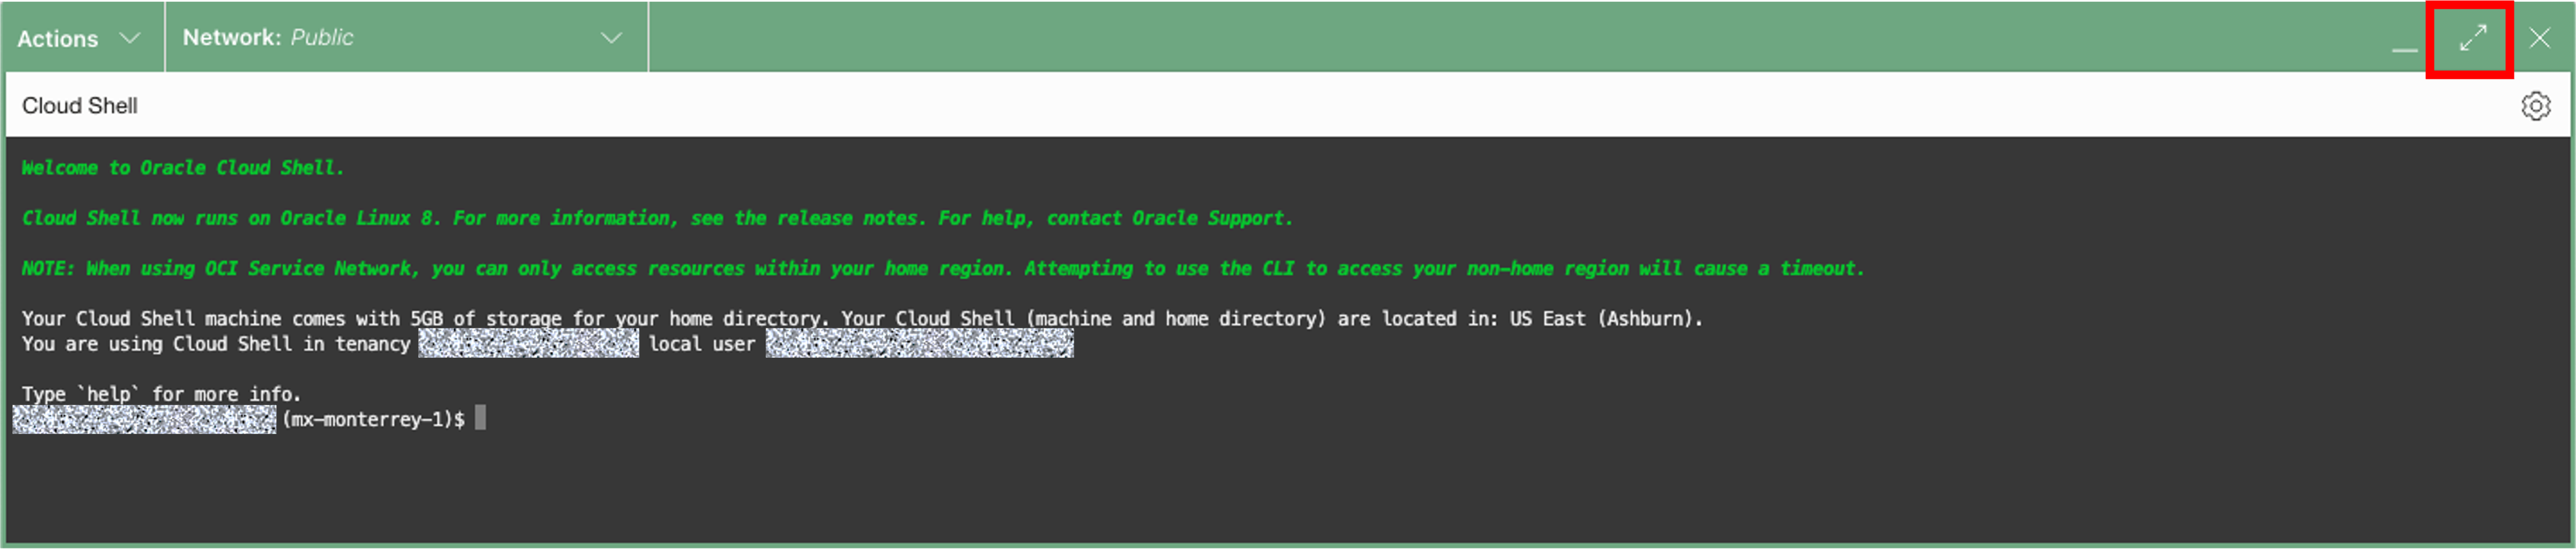 Actions
Network: Public
Cloud Shell
Welcome to Oracle Cloud Shell.
Cloud Shell now runs on Oracle Linux 8. For more information, see the release notes. For help, contact Oracle Support.
NOTE: When using OCI Service Network, you can only access resources within your home region. Attempting to use the CLI to access your non-home region will cause a timeout.
Your Cloud Shell machine comes with 5GB of storage for your home directory. Your Cloud Shell (machine and home directory) are located in: US East (Ashburn).
You are using Cloud Shell in tenancy local user
Type `help` for more info.
(mx-monterrey-1)$